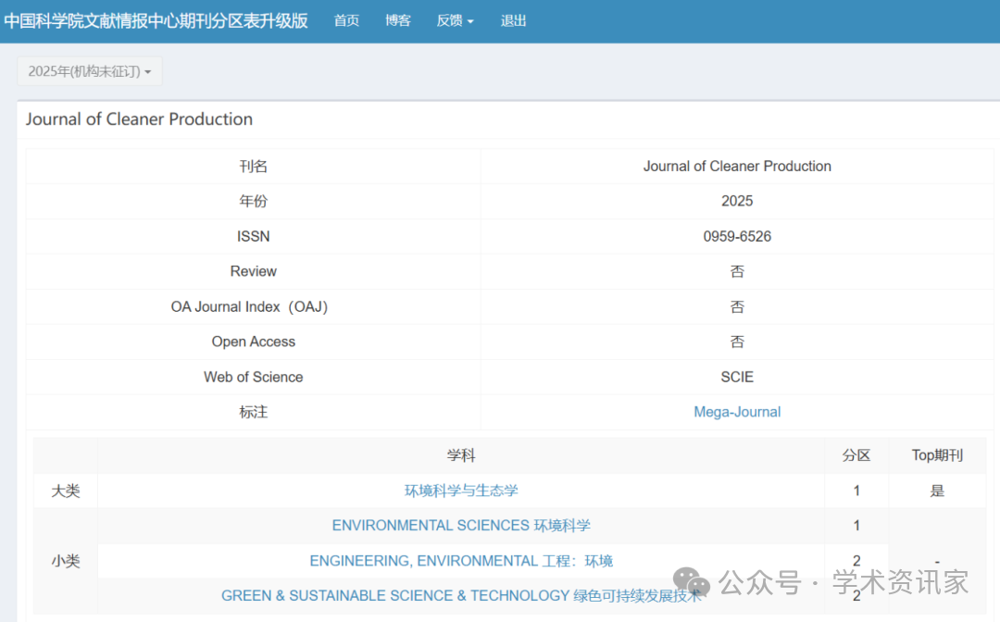 中国科学院文献情报中心期刊分区表升级版 首页 博客 反馈 退出
2025年(机构未征订)
Journal of Cleaner Production
刊名 Journal of Cleaner Production
年份 2025
ISSN 0959-6526
Review 否
OA Journal Index（OAJ） 否
Open Access 否
Web of Science SCIE
标注 Mega-Journal
学科 分区 Top期刊
大类 环境科学与生态学 1 是
ENVIRONMENTAL SCIENCES 环境科学 1
小类 ENGINEERING, ENVIRONMENTAL 工程：环境 2 -
GREEN & SUSTAINABLE SCIENCE & TECHNOLOGY 绿色可持续发展技术 2
公众号 · 学术资讯家